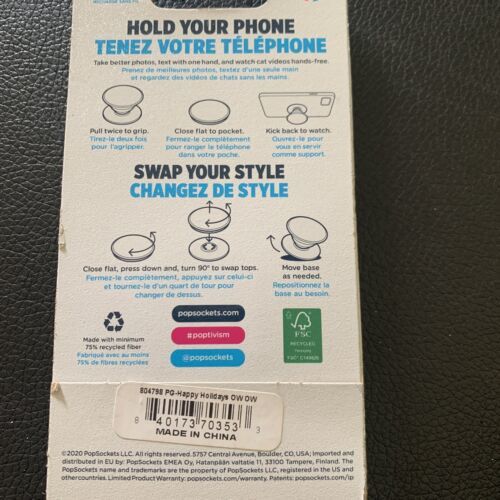 RECHARGE SANS FIL
HOLD YOUR PHONE
TENEZ VOTRE TÉLÉPHONE
Take better photos, text with one hand, and watch cat videos hands-free.
Prenez de meilleures photos, textez d'une seule main
et regardez des vidéos de chats sans les mains.
Pull twice to grip.
Tirez-le deux fois
pour l'agripper.
Close flat to pocket.
Fermez-le complètement
pour ranger le téléphone
dans votre poche.
Kick back to watch.
Ouvrez-le pour
vous en servir
comme support.
SWAP YOUR STYLE
CHANGEZ DE STYLE
Close flat, press down and, turn 90° to swap tops.
Fermez-le complètement, appuyez sur celui-ci
et tournez-le d'un quart de tour pour
changer de dessus.
Move base
as needed.
Repositionnez la
base au besoin.
Made with minimum
75% recycled fiber
Fabriqué avec au moins
75% de fibres recyclées
popsockets.com
#poptivism
@popsockets
FSC
RECYCLED
Packaging
FSC® C141826
804798 PG-Happy Holidays OW OW
8 40173 70353 3
MADE IN CHINA
©2020 PopSockets LLC. All rights reserved. 5757 Central Avenue, Boulder, CO, USA; Imported and
distributed in EU by: PopSockets EMEA Oy, Hatanpään valtatie 11, 33100 Tampere, Finland. The
PopSockets name and trademarks are the property of PopSockets LLC, registered in the US and
other countries. Limited Warranty: popsockets.com/warranty. Patents: popsockets.com/ip